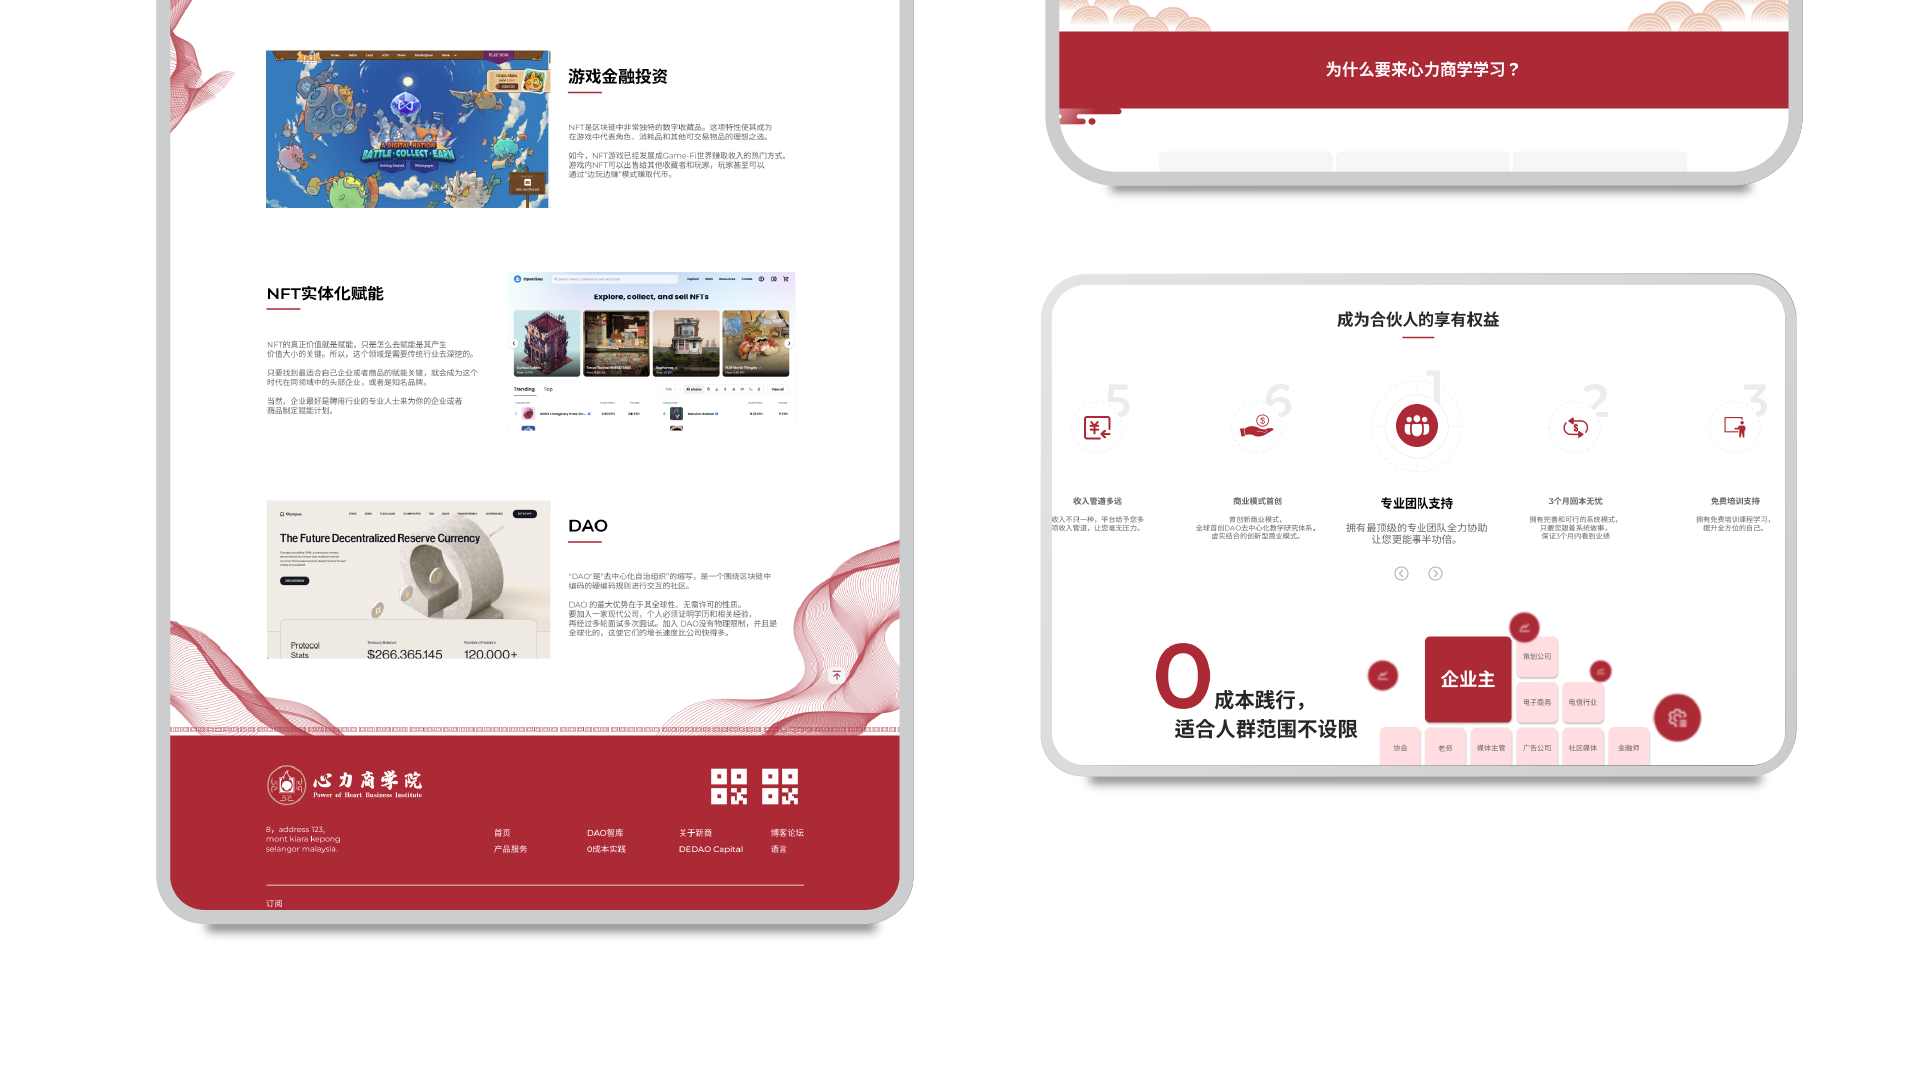 游戏金融投资
NFT是区块链中非常独特的数字收藏品。这项特性使其成为
在游戏中代表角色、消耗品和其他可交易物品的理想之选。
如今，NFT游戏已经发展成Game-Fi世界赚取收入的热门方式。
游戏内NFT可以出售给其他收藏者和玩家，玩家甚至可以
通过“边玩边赚”模式赚取代币。
PLAY NOW
A DIGITAL NATION
BATTLE·COLLECT·EARN
NFT实体化赋能
NFT的真正价值就是赋能，只是怎么去赋能是其产生
价值大小的关键。所以，这个领域是需要传统行业去深挖的。
只要找到最适合自己企业或者商品的赋能关键，就会成为这个
时代在同领域中的头部企业，或者是知名品牌。
当然，企业最好是聘用行业的专业人士来为你的企业或者
商品制定赋能计划。
OpenSea
Explore, collect, and sell NFTs
Trending
Top
All chains
View all
Olympus
The Future Decentralized Reserve Currency
Protocol
Stats
Treasury Balance
$266,365,145
Number of Holders
120,000+
DAO
“DAO”是“去中心化自治组织”的缩写，是一个围绕区块链中
编码的硬编码规则进行交互的社区。
DAO 的最大优势在于其全球性、无需许可的性质。
要加入一家现代公司，个人必须证明学历和相关经验，
再经过多轮面试多次面试。加入 DAO没有物理限制，并且是
全球化的，这使它们的增长速度比公司快得多。
心力商学院
Power of Heart Business Institute
8，address 123,
mont kiara kepong
selangor malaysia.
首页
DAO智库
关于新商
博客论坛
产品服务
0成本实践
DEDAO Capital
语言
订阅
为什么要来心力商学学习？
成为合伙人的享有权益
5
6
1
2
3
收入管道多远
收入不只一种，平台给予您多
项收入管道，让您毫无压力。
商业模式首创
首创新商业模式，
全球首创DAO去中心化教学研究体系，
虚实结合的创新型商业模式。
专业团队支持
拥有最顶级的专业团队全力协助
让您更能事半功倍。
3个月回本无忧
拥有完善和可行的系统模式，
只要您跟着系统做事，
保证3个月内看到业绩
免费培训支持
拥有免费培训课程学习，
提升全方位的自己。
0成本践行，
适合人群范围不设限
企业主
策划公司
电子商务
电信行业
协会
老师
媒体主管
广告公司
社区媒体
金融师